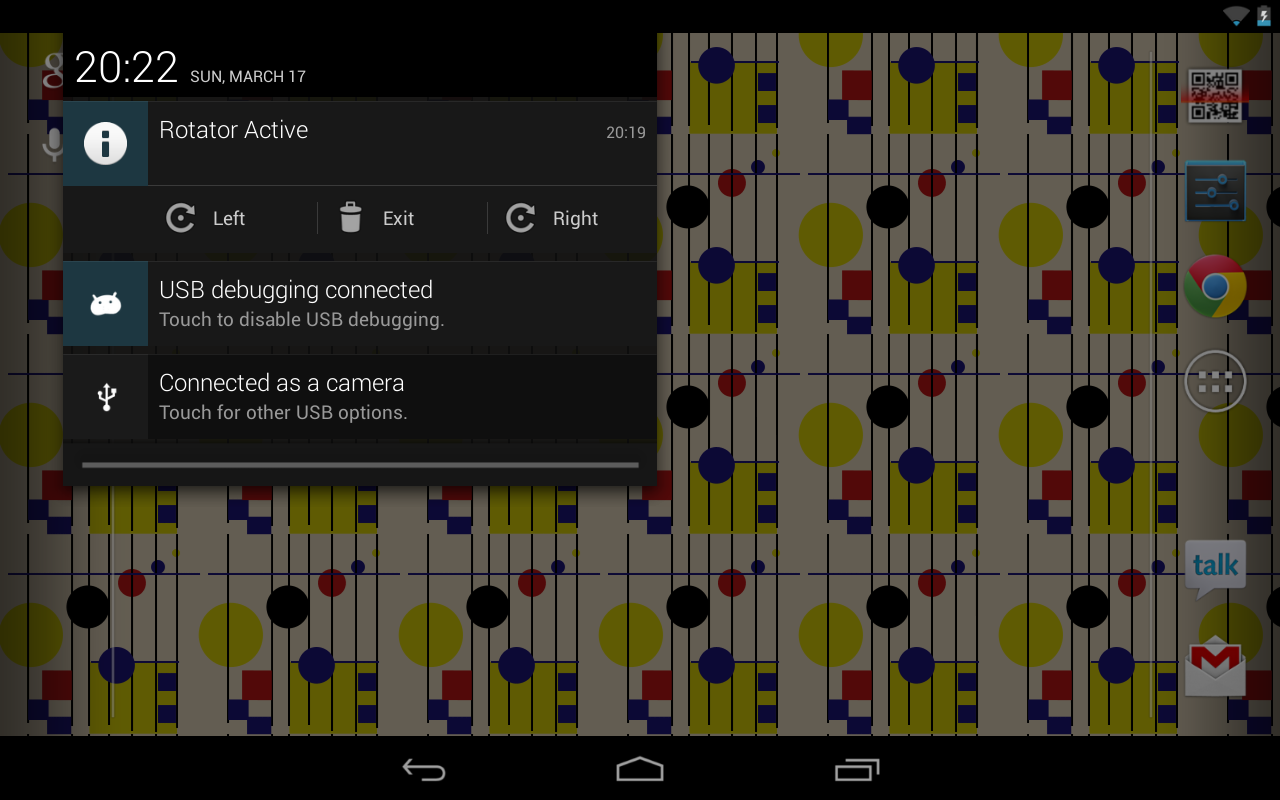 20:22 SUN, MARCH 17
Rotator Active 20:19
Left Exit Right
USB debugging connected
Touch to disable USB debugging.
Connected as a camera
Touch for other USB options.
talk